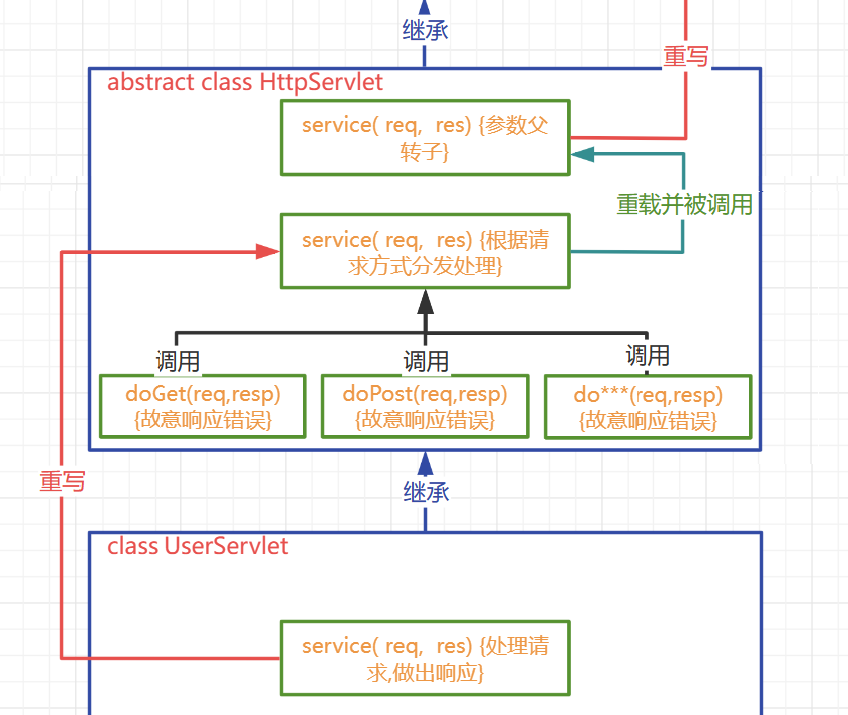 继承
重写
abstract class HttpServlet
service( req, res) {参数父
转子}
重载并被调用
service( req, res) {根据请
求方式分发处理}
调用
调用
调用
doGet(req,resp)
{故意响应错误}
doPost(req,resp)
{故意响应错误}
do***(req,resp)
{故意响应错误}
重写
继承
class UserServlet
service( req, res) {处理请
求,做出响应}